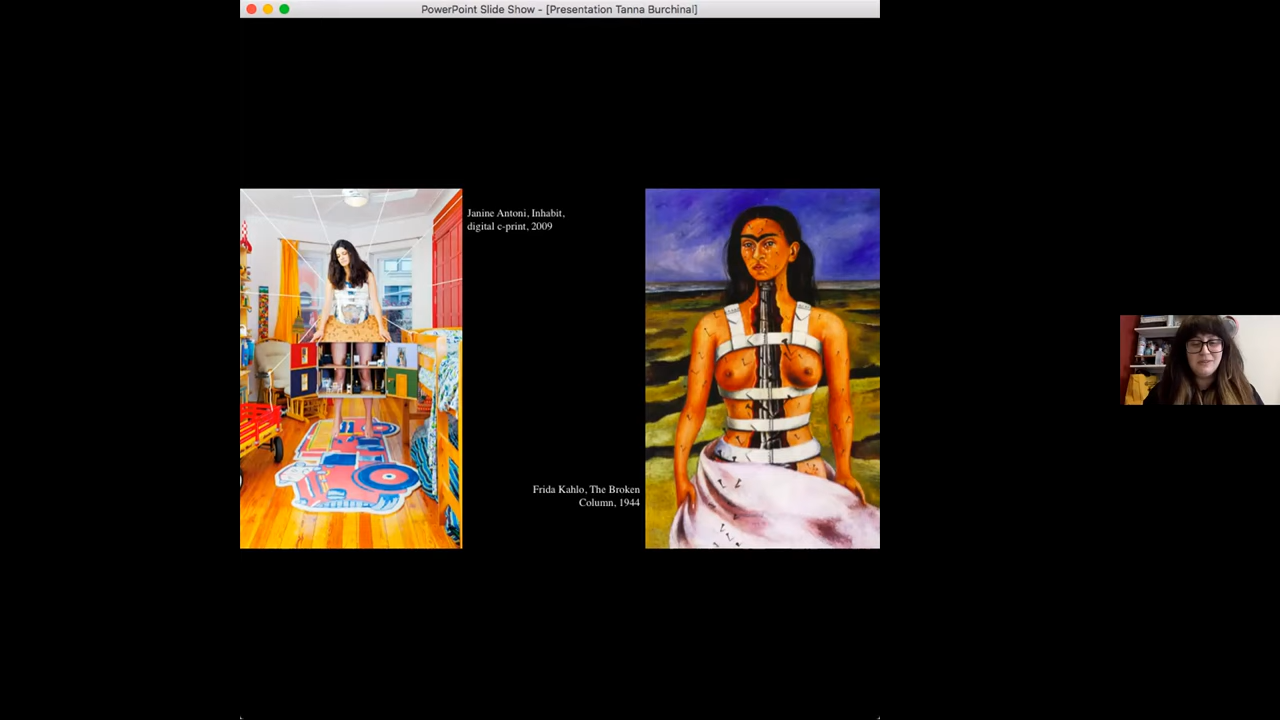 PowerPoint Slide Show - [Presentation Tanna Burchinal]
Janine Antoni, Inhabit,
digital c-print, 2009
Frida Kahlo, The Broken
Column, 1944